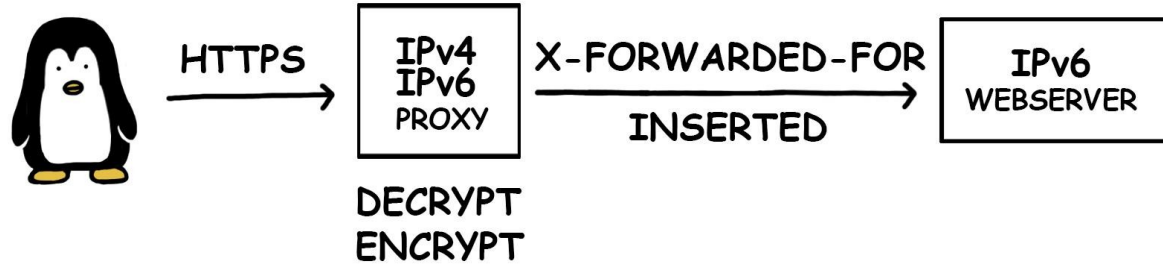 HTTPS
IPv4
IPv6
PROXY
X-FORWARDED-FOR
INSERTED
IPv6
WEBSERVER
DECRYPT
ENCRYPT